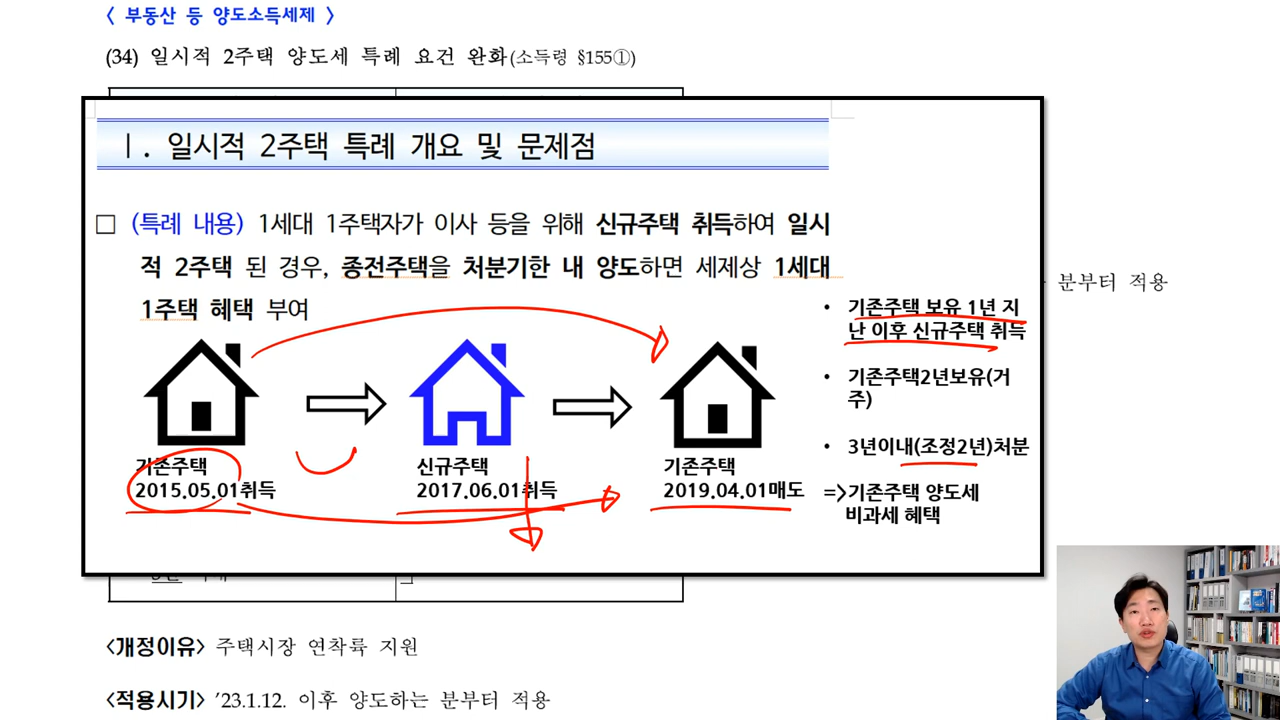 < 부동산 등 양도소득세제 >
(34) 일시적 2주택 양도세 특례 요건 완화(소득령 §155①)
Ⅰ. 일시적 2주택 특례 개요 및 문제점
□ (특례 내용) 1세대 1주택자가 이사 등을 위해 신규주택 취득하여 일시
적 2주택 된 경우, 종전주택을 처분기한 내 양도하면 세제상 1세대
1주택 혜택 부여
분부터 적용
• 기존주택 보유 1년 지
난 이후 신규주택 취득
• 기존주택2년보유(거
주)
• 3년이내(조정2년)처분
=>기존주택 양도세
비과세 혜택
기존주택
2015.05.01취득
신규주택
2017.06.01취득
기존주택
2019.04.01매도
<개정이유> 주택시장 연착륙 지원
<적용시기> ’23.1.12. 이후 양도하는 분부터 적용